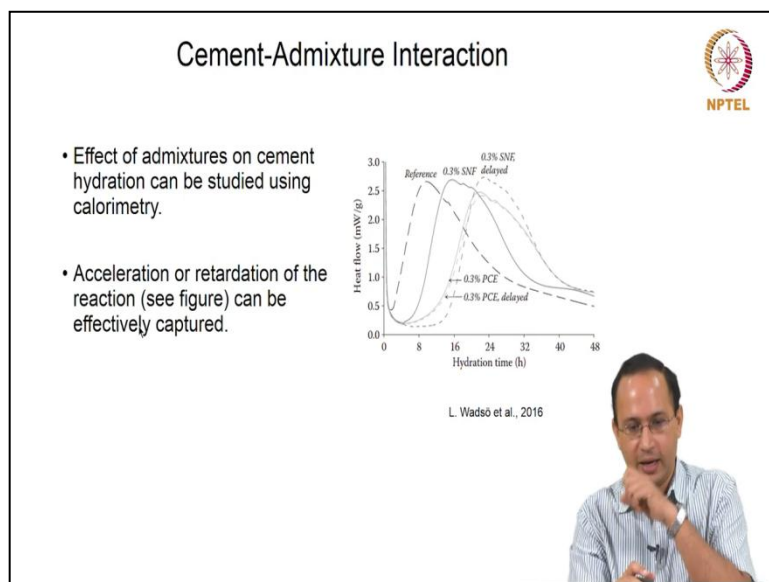 Cement-Admixture Interaction
NPTEL
• Effect of admixtures on cement
hydration can be studied using
calorimetry.
• Acceleration or retardation of the
reaction (see figure) can be
effectively captured.
Reference
0.3% SNF
0.3% SNF,
delayed
0.3% PCE
0.3% PCE, delayed
Heat flow (mW/g)
3.0
2.5
2.0
1.5
1.0
0.5
0.0
0 8 16 24 32 40 48
Hydration time (h)
L. Wadsö et al., 2016